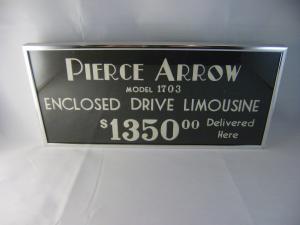 PIERCE ARROW
MODEL 1703
ENCLOSED DRIVE LIMOUSINE
$1350.00 Delivered
Here